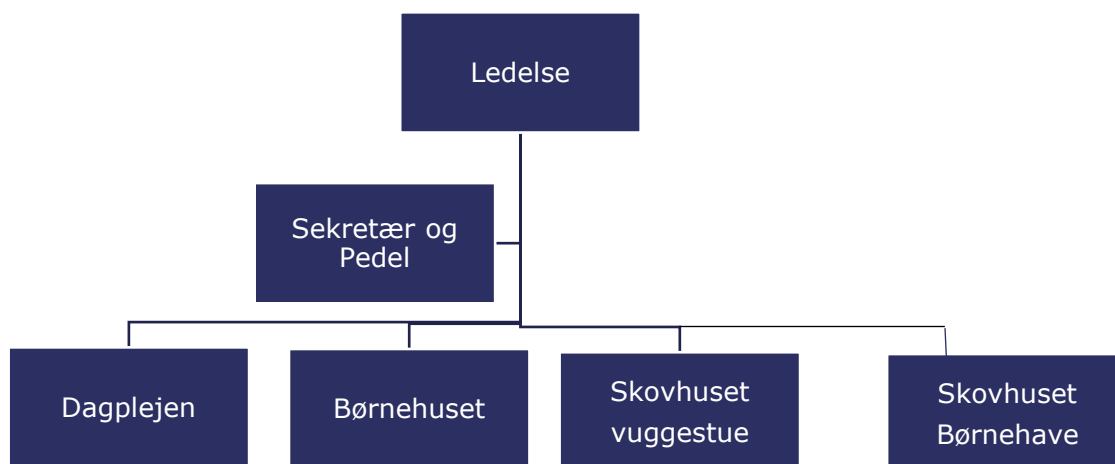 Ledelse
Sekretær og
Pedel
Dagplejen
Børnehuset
Skovhuset
vuggestue
Skovhuset
Børnehave